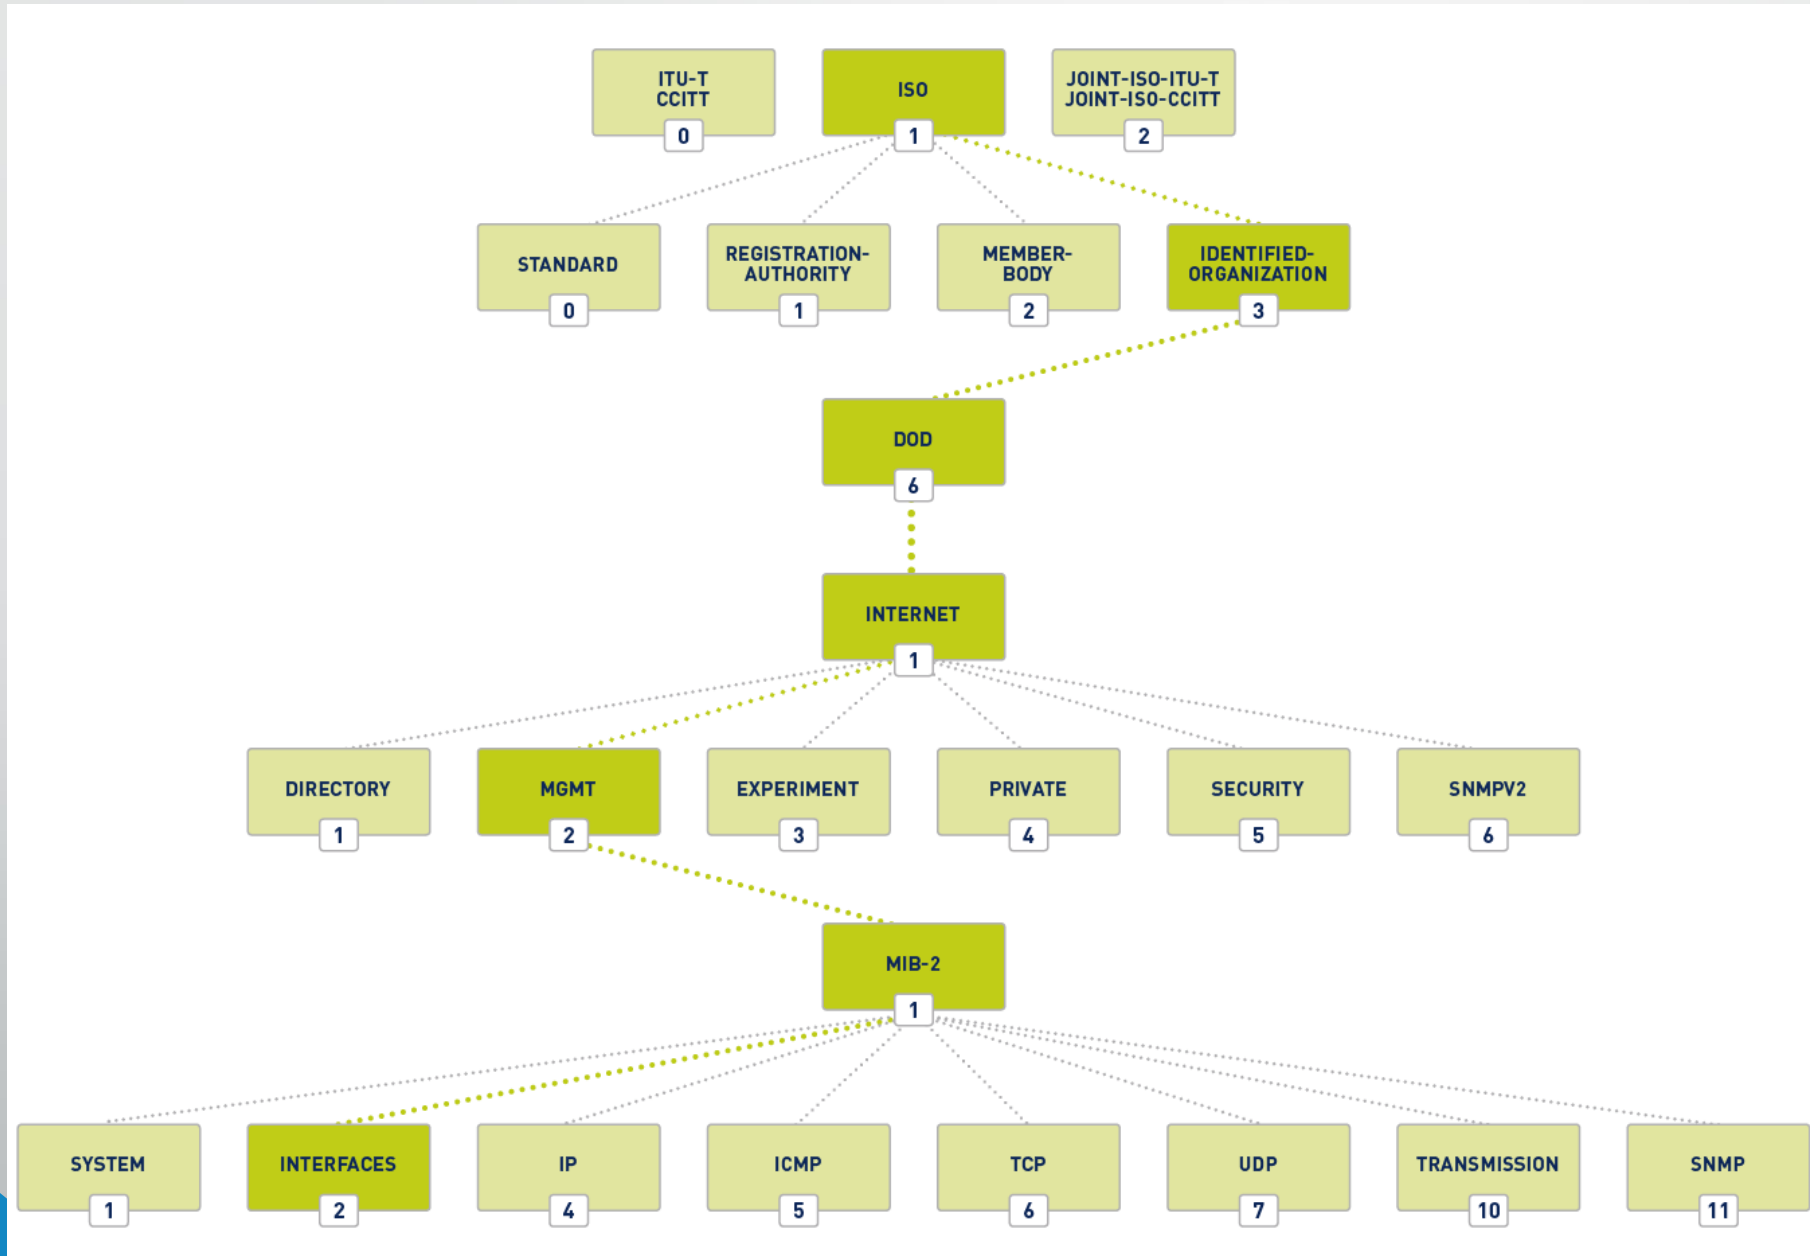 ITU-T
CCITT
0
ISO
1
JOINT-ISO-ITU-T
JOINT-ISO-CCITT
2
STANDARD
0
REGISTRATION-
AUTHORITY
1
MEMBER-
BODY
2
IDENTIFIED-
ORGANIZATION
3
DOD
6
INTERNET
1
DIRECTORY
1
MGMT
2
EXPERIMENT
3
PRIVATE
4
SECURITY
5
SNMPV2
6
MIB-2
1
SYSTEM
1
INTERFACES
2
IP
4
ICMP
5
TCP
6
UDP
7
TRANSMISSION
10
SNMP
11